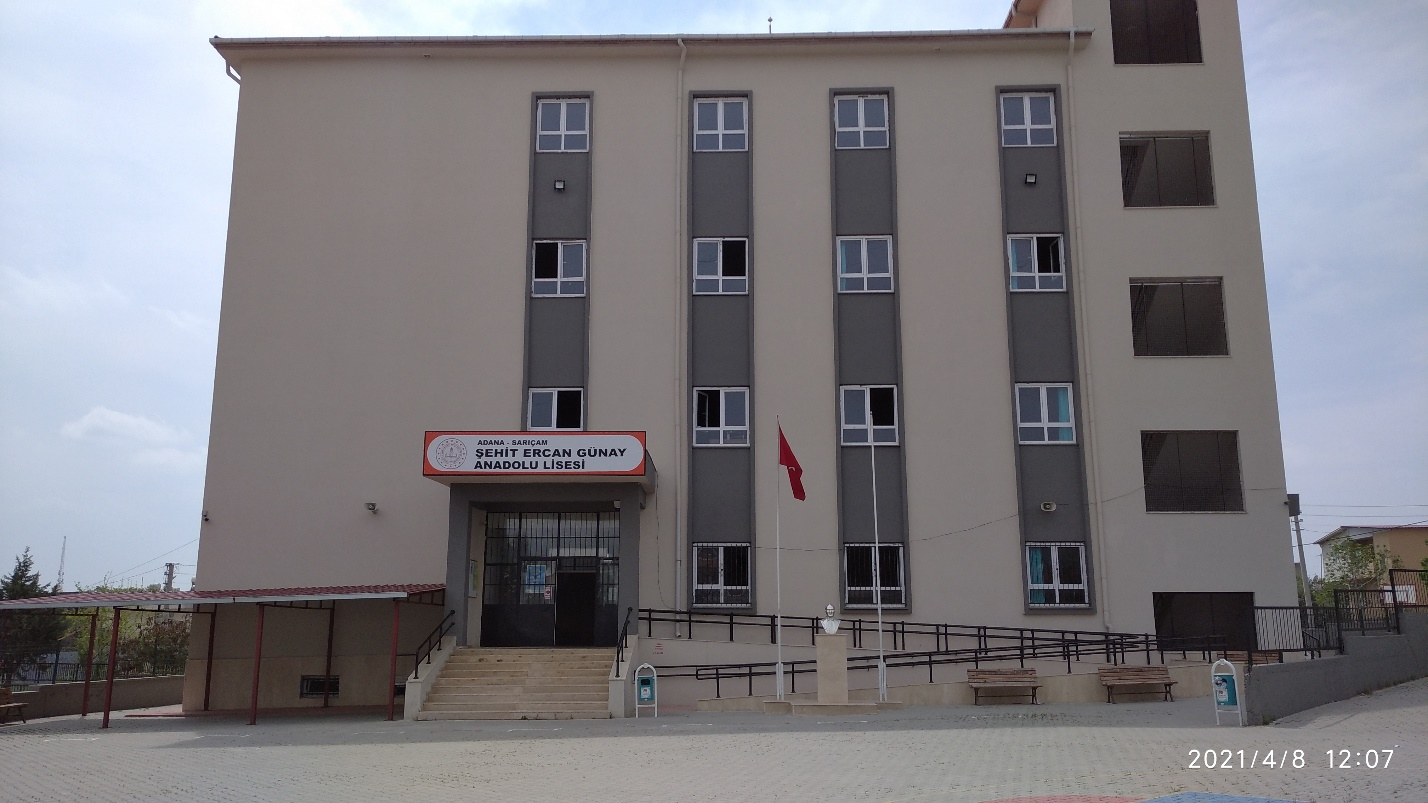 ADANA - SARIÇAM
ŞEHİT ERCAN GÜNAY
ANADOLU LİSESİ
2021/4/8 12:07